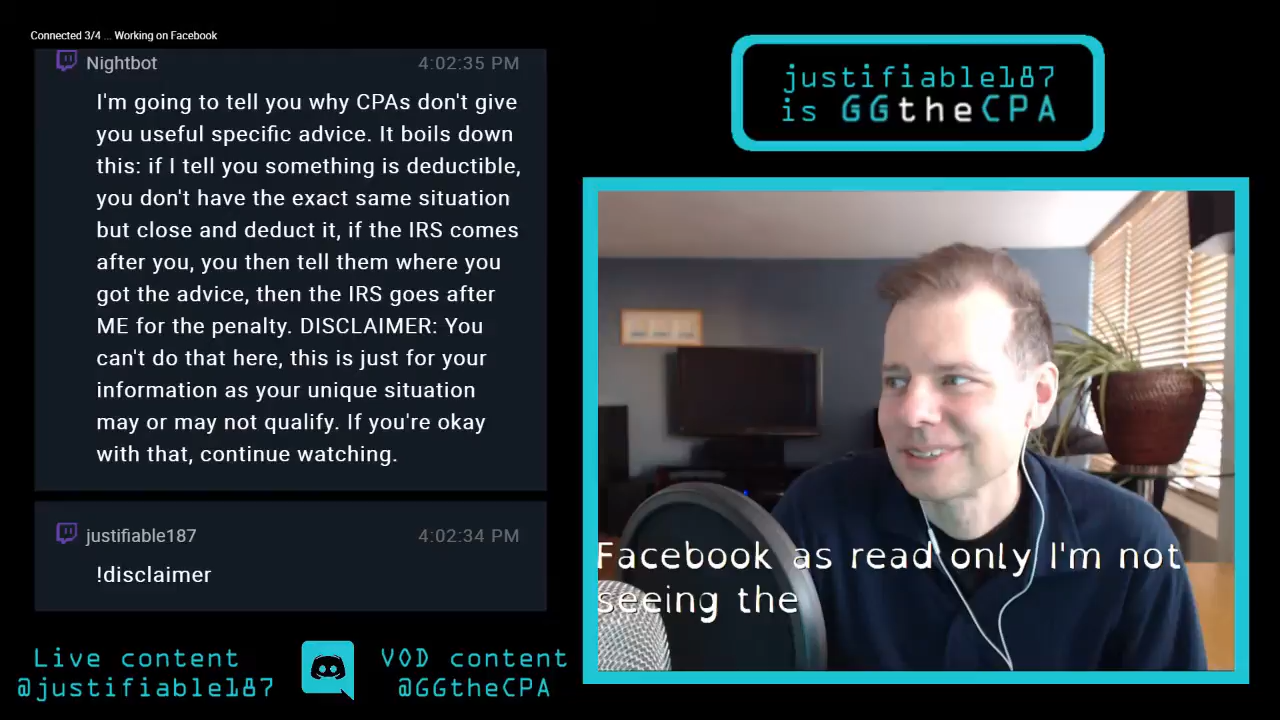 Connected 3/4 ... Working on Facebook
Nightbot
4:02:35 PM
I'm going to tell you why CPAs don't give
you useful specific advice. It boils down
this: if I tell you something is deductible,
you don't have the exact same situation
but close and deduct it, if the IRS comes
after you, you then tell them where you
got the advice, then the IRS goes after
ME for the penalty. DISCLAIMER: You
can't do that here, this is just for your
information as your unique situation
may or may not qualify. If you're okay
with that, continue watching.
justifiable187
4:02:34 PM
!disclaimer
Live content
@justifiable187
VOD content
@GGtheCPA
justifiable187
is GGtheCPA
Facebook as read only I'm not
seeing the